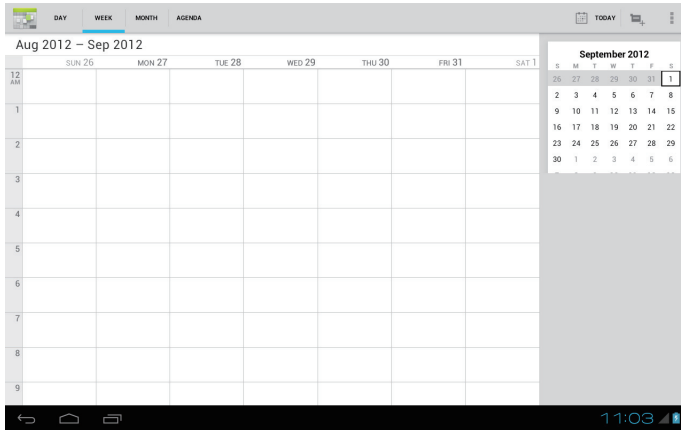 DAY WEEK MONTH AGENDA TODAY
Aug 2012 – Sep 2012
SUN 26 MON 27 TUE 28 WED 29 THU 30 FRI 31 SAT 1
12
AM
1
2
3
4
5
6
7
8
9
September 2012
S M T W T F S
26 27 28 29 30 31 1
2 3 4 5 6 7 8
9 10 11 12 13 14 15
16 17 18 19 20 21 22
23 24 25 26 27 28 29
30 1 2 3 4 5 6
11:03